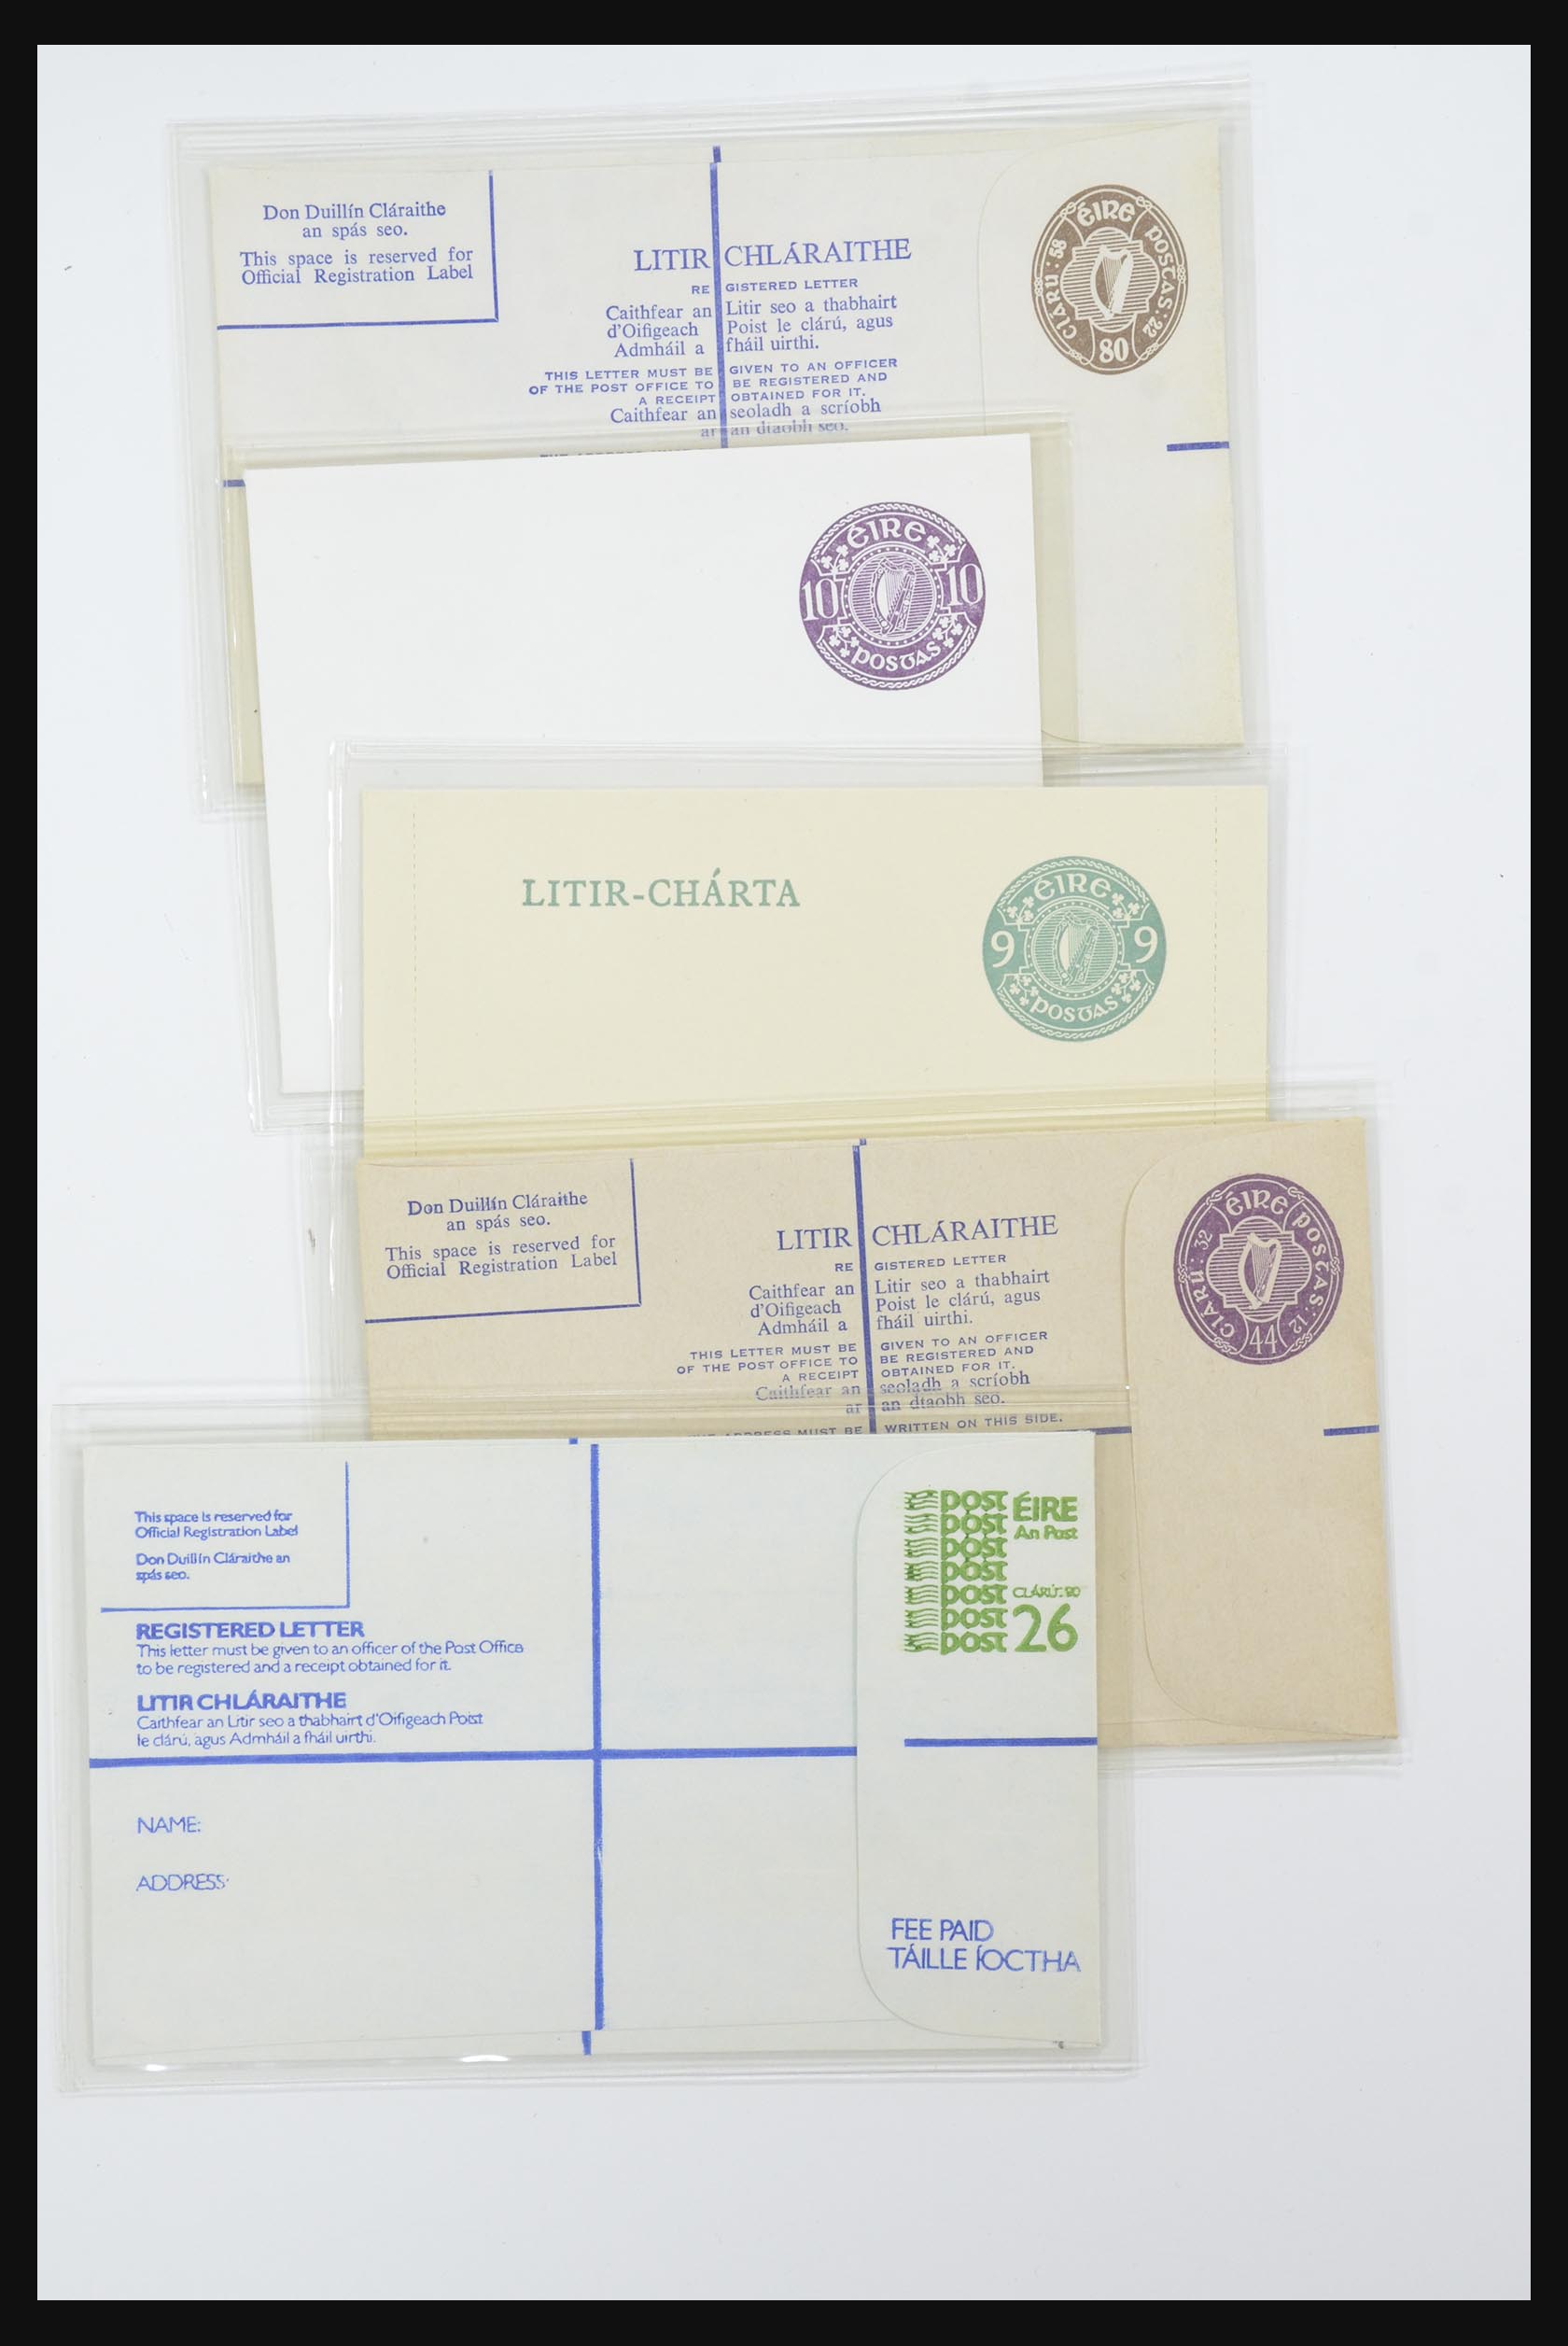 Don Duillín Cláraithe
an spás seo.
This space is reserved for
Official Registration Label
LITIR CHLÁRAITHE
RE GISTERED LETTER
Caithfear an Litir seo a thabhairt
d'Oifigeach Poist le clárú, agus
Admháil a fháil uirthi.
THIS LETTER MUST BE GIVEN TO AN OFFICER
OF THE POST OFFICE TO BE REGISTERED AND
A RECEIPT OBTAINED FOR IT.
Caithfear an seoladh a scríobh
ar an dtaobh seo.
ÉIRE POSTAS: 22
CLÁRÚ: 58
80
ÉIRE
10 10
POSTAS
LITIR-CHÁRTA
ÉIRE
9 9
POSTAS
Don Duillín Cláraithe
an spás seo.
This space is reserved for
Official Registration Label
LITIR CHLÁRAITHE
RE GISTERED LETTER
Caithfear an Litir seo a thabhairt
d'Oifigeach Poist le clárú, agus
Admháil a fháil uirthi.
THIS LETTER MUST BE GIVEN TO AN OFFICER
OF THE POST OFFICE TO BE REGISTERED AND
A RECEIPT OBTAINED FOR IT.
Caithfear an seoladh a scríobh
ar an dtaobh seo.
ADDRESS MUST BE WRITTEN ON THIS SIDE.
ÉIRE POSTAS: 12
CLÁRÚ: 32
44
This space is reserved for
Official Registration Label
Don Duillín Cláraithe an
spás seo.
REGISTERED LETTER
This letter must be given to an officer of the Post Office
to be registered and a receipt obtained for it.
LITIR CHLÁRAITHE
Caithfear an Litir seo a thabhairt d'Oifigeach Poist
le clárú, agus Admháil a fháil uirthi.
NAME:
ADDRESS:
post ÉIRE
post An Post
post
post
post CLÁRÚ: 90
post 26
post
FEE PAID
TÁILLE ÍOCTHA